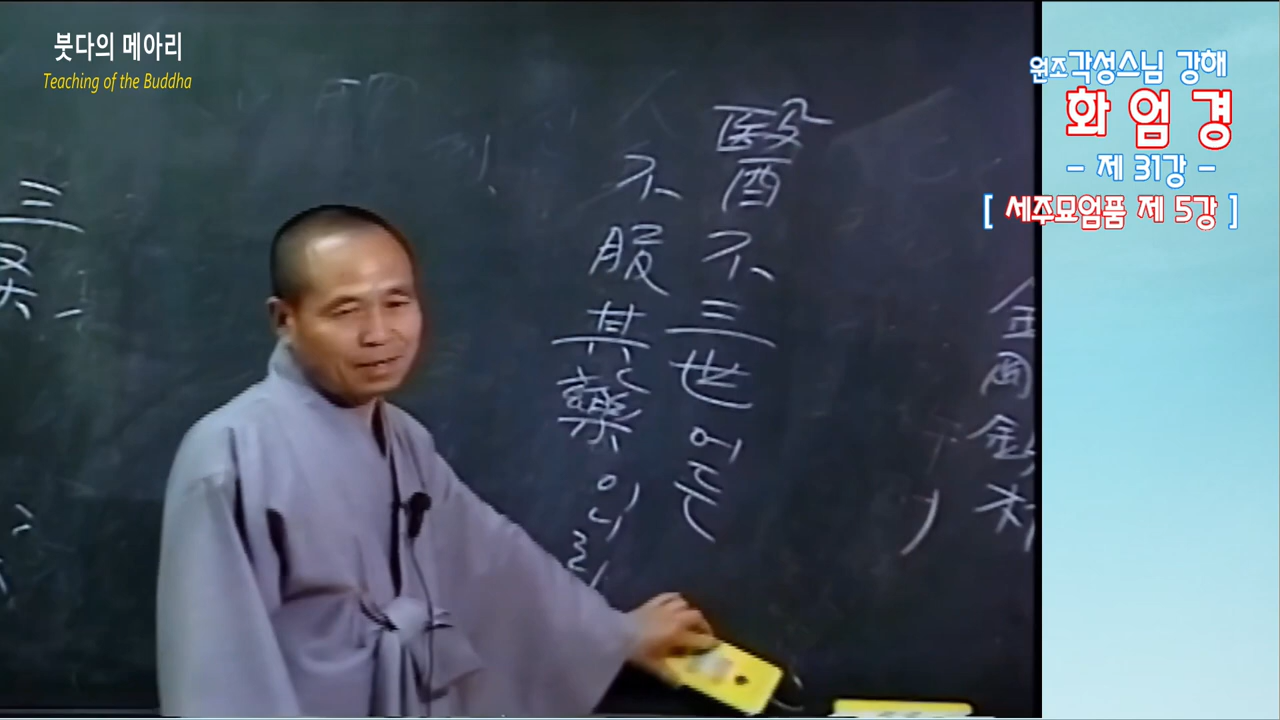 붓다의 메아리
Teaching of the Buddha
원조각성스님 강해
화엄경
- 제 31강 -
[ 세주묘엄품 제 5강 ]
醫不三世어든
不服其藥이니라
三